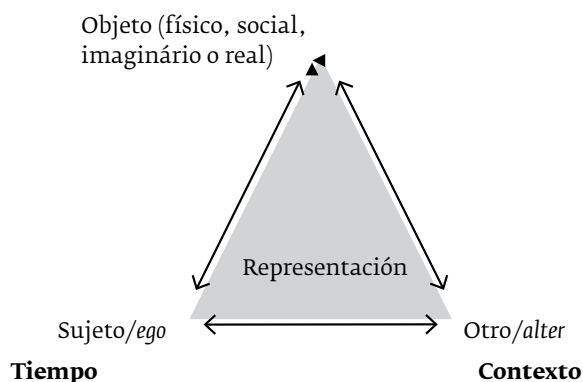 Objeto (físico, social,
imaginário o real)
Representación
Sujeto/ego
Otro/alter
Tiempo
Contexto